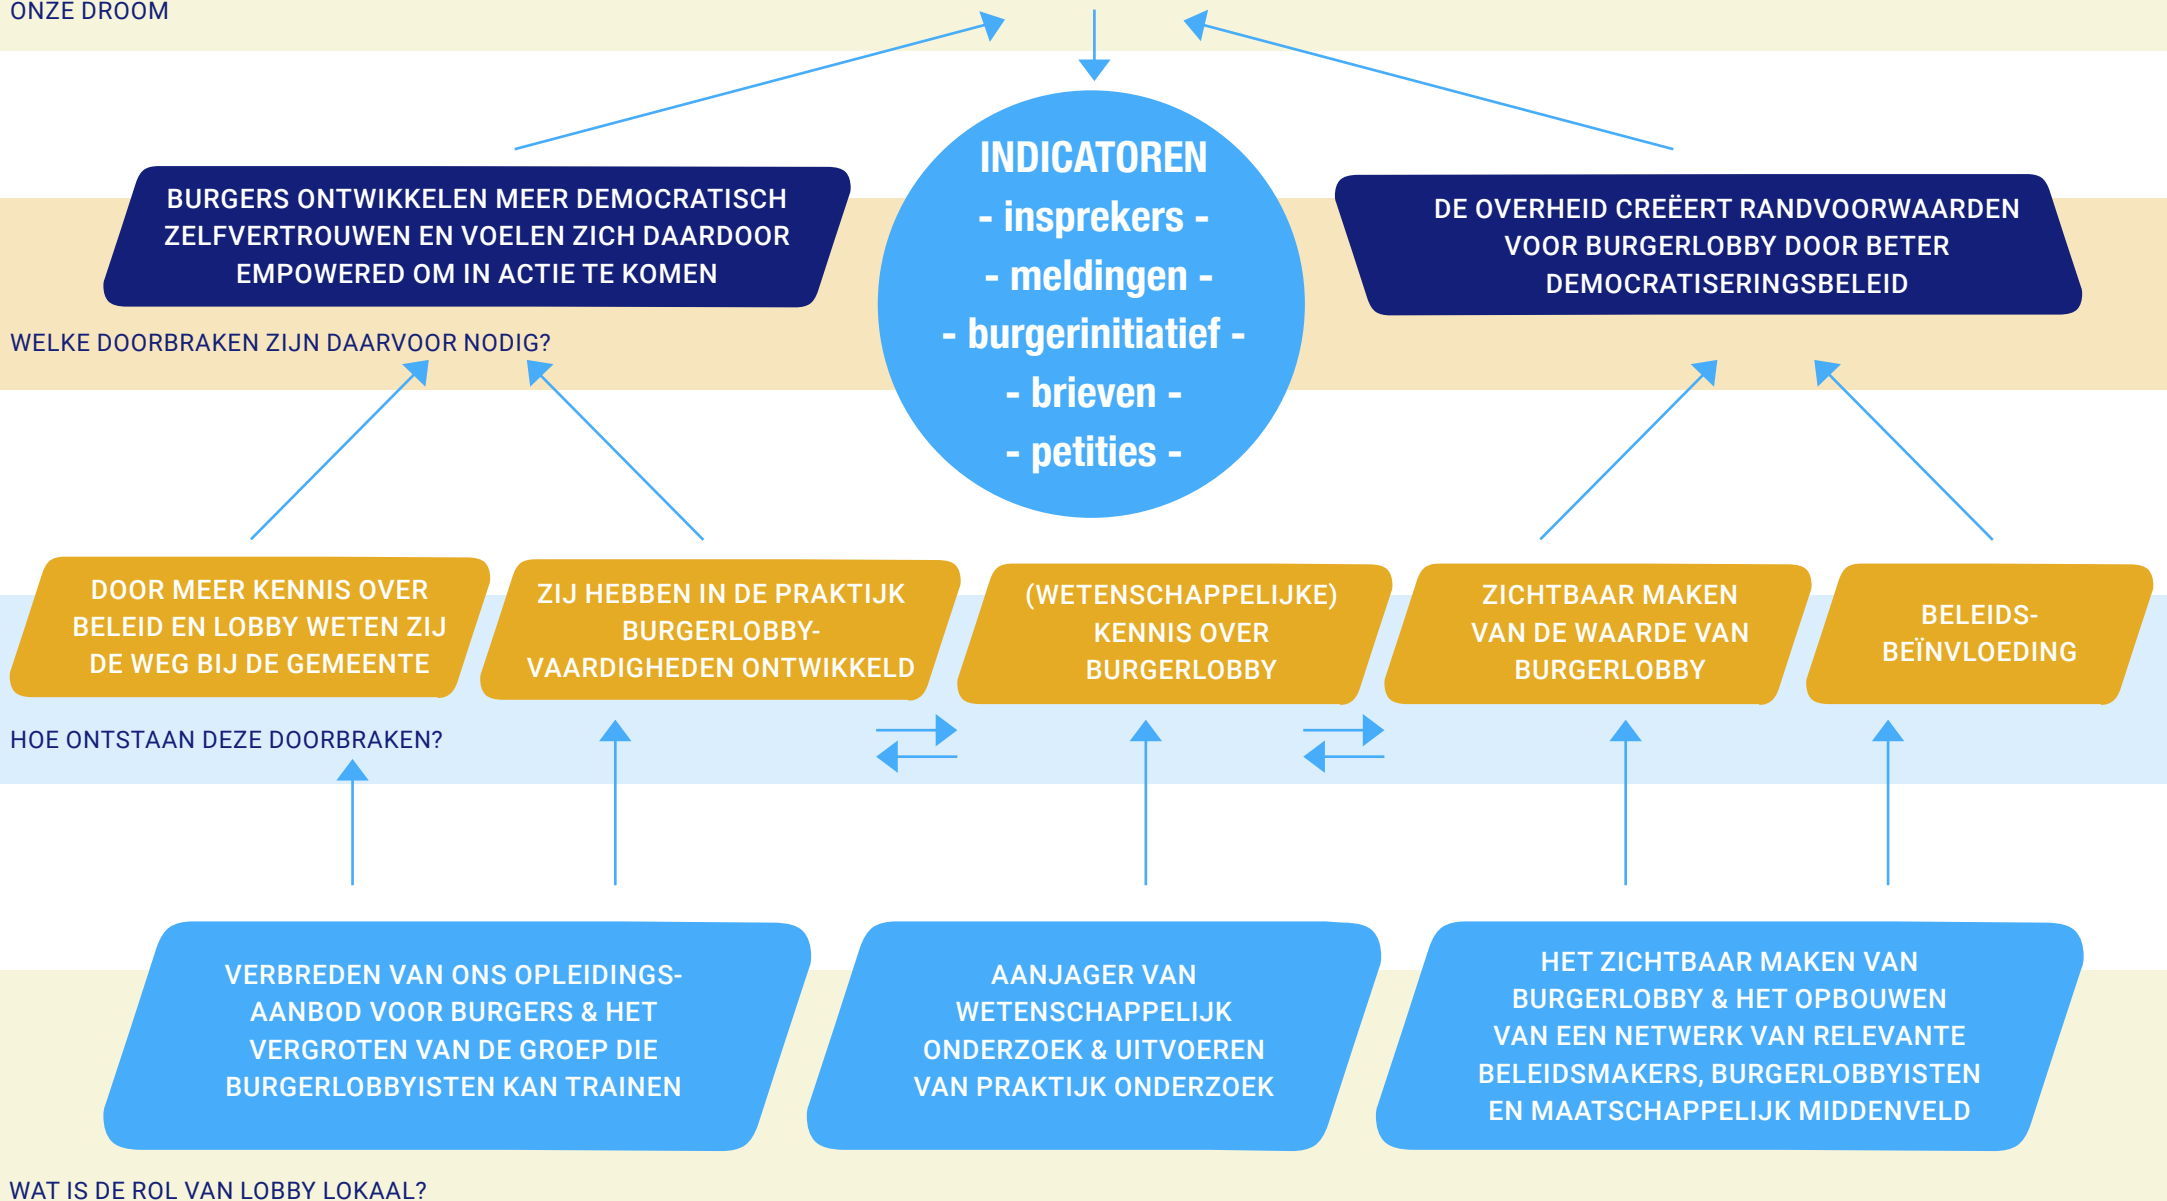 ONZE DROOM
BURGERS ONTWIKKELEN MEER DEMOCRATISCH
ZELFVERTROUWEN EN VOELEN ZICH DAARDOOR
EMPOWERED OM IN ACTIE TE KOMEN
INDICATOREN
- insprekers -
- meldingen -
- burgerinitiatief -
- brieven -
- petities -
DE OVERHEID CREËERT RANDVOORWAARDEN
VOOR BURGERLOBBY DOOR BETER
DEMOCRATISERINGSBELEID
WELKE DOORBRAKEN ZIJN DAARVOOR NODIG?
DOOR MEER KENNIS OVER
BELEID EN LOBBY WETEN ZIJ
DE WEG BIJ DE GEMEENTE
ZIJ HEBBEN IN DE PRAKTIJK
BURGERLOBBY-
VAARDIGHEDEN ONTWIKKELD
(WETENSCHAPPELIJKE)
KENNIS OVER
BURGERLOBBY
ZICHTBAAR MAKEN
VAN DE WAARDE VAN
BURGERLOBBY
BELEIDS-
BEÏNVLOEDING
HOE ONTSTAAN DEZE DOORBRAKEN?
VERBREDEN VAN ONS OPLEIDINGS-
AANBOD VOOR BURGERS & HET
VERGROTEN VAN DE GROEP DIE
BURGERLOBBYISTEN KAN TRAINEN
AANJAGER VAN
WETENSCHAPPELIJK
ONDERZOEK & UITVOEREN
VAN PRAKTIJK ONDERZOEK
HET ZICHTBAAR MAKEN VAN
BURGERLOBBY & HET OPBOUWEN
VAN EEN NETWERK VAN RELEVANTE
BELEIDSMAKERS, BURGERLOBBYISTEN
EN MAATSCHAPPELIJK MIDDENVELD
WAT IS DE ROL VAN LOBBY LOKAAL?